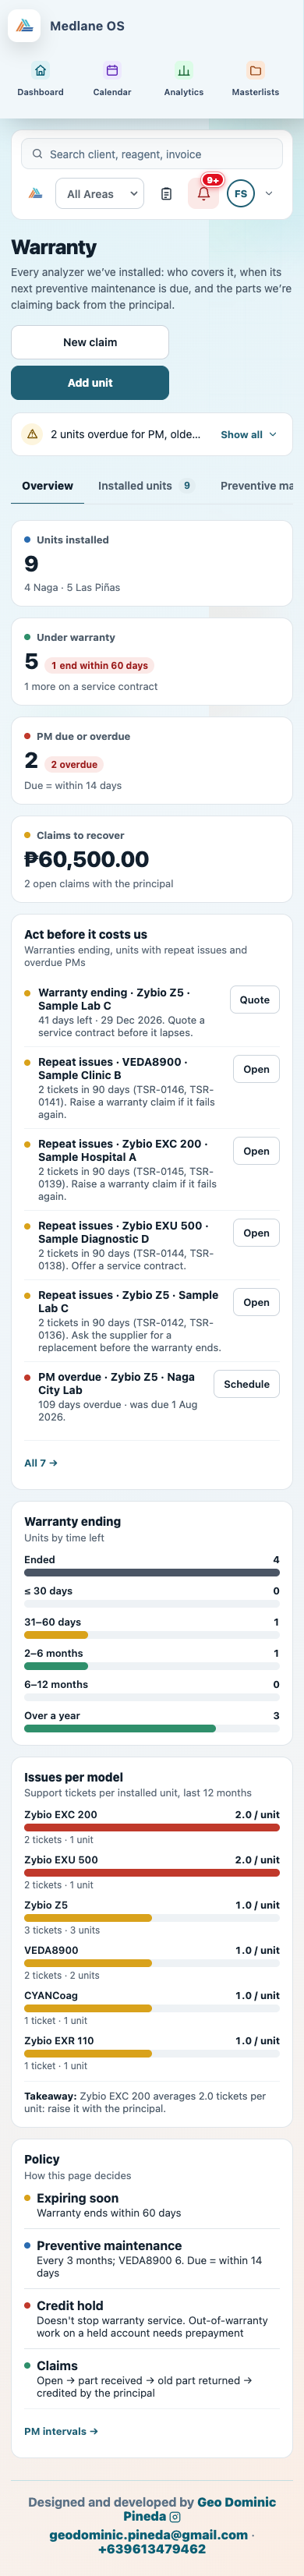 Medlane OS
Dashboard
Calendar
Analytics
Masterlists
Search client, reagent, invoice
All Areas
9+
FS
Warranty
Every analyzer we've installed: who covers it, when its
next preventive maintenance is due, and the parts we're
claiming back from the principal.
New claim
Add unit
2 units overdue for PM, olde...
Show all
Overview
Installed units 9
Preventive ma
Units installed
9
4 Naga · 5 Las Piñas
Under warranty
5 1 end within 60 days
1 more on a service contract
PM due or overdue
2 2 overdue
Due = within 14 days
Claims to recover
₱60,500.00
2 open claims with the principal
Act before it costs us
Warranties ending, units with repeat issues and
overdue PMs
Warranty ending · Zybio Z5 ·
Sample Lab C
41 days left · 29 Dec 2026. Quote a
service contract before it lapses.
Quote
Repeat issues · VEDA8900 ·
Sample Clinic B
2 tickets in 90 days (TSR-0146, TSR-
0141). Raise a warranty claim if it fails
again.
Open
Repeat issues · Zybio EXC 200 ·
Sample Hospital A
2 tickets in 90 days (TSR-0145, TSR-
0139). Raise a warranty claim if it fails
again.
Open
Repeat issues · Zybio EXU 500 ·
Sample Diagnostic D
2 tickets in 90 days (TSR-0144, TSR-
0138). Offer a service contract.
Open
Repeat issues · Zybio Z5 · Sample
Lab C
2 tickets in 90 days (TSR-0142, TSR-
0136). Ask the supplier for a
replacement before the warranty ends.
Open
PM overdue · Zybio Z5 · Naga
City Lab
109 days overdue · was due 1 Aug
2026.
Schedule
All 7 →
Warranty ending
Units by time left
Ended 4
≤ 30 days 0
31–60 days 1
2–6 months 1
6–12 months 0
Over a year 3
Issues per model
Support tickets per installed unit, last 12 months
Zybio EXC 200 2.0 / unit
2 tickets · 1 unit
Zybio EXU 500 2.0 / unit
2 tickets · 1 unit
Zybio Z5 1.0 / unit
3 tickets · 3 units
VEDA8900 1.0 / unit
2 tickets · 2 units
CYANCoag 1.0 / unit
1 ticket · 1 unit
Zybio EXR 110 1.0 / unit
1 ticket · 1 unit
Takeaway: Zybio EXC 200 averages 2.0 tickets per
unit: raise it with the principal.
Policy
How this page decides
Expiring soon
Warranty ends within 60 days
Preventive maintenance
Every 3 months; VEDA8900 6. Due = within 14
days
Credit hold
Doesn't stop warranty service. Out-of-warranty
work on a held account needs prepayment
Claims
Open → part received → old part returned →
credited by the principal
PM intervals →
Designed and developed by Geo Dominic
Pineda
geodominic.pineda@gmail.com ·
+639613479462